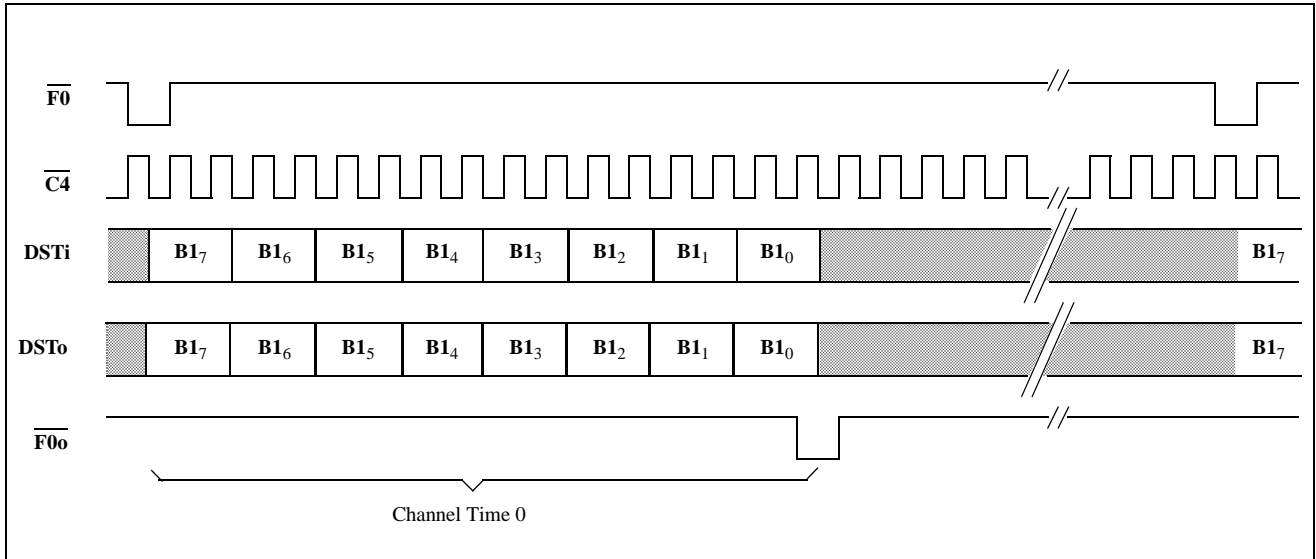 F0
C4
DSTi B1₇ B1₆ B1₅ B1₄ B1₃ B1₂ B1₁ B1₀ B1₇
DSTo B1₇ B1₆ B1₅ B1₄ B1₃ B1₂ B1₁ B1₀ B1₇
F0o
Channel Time 0